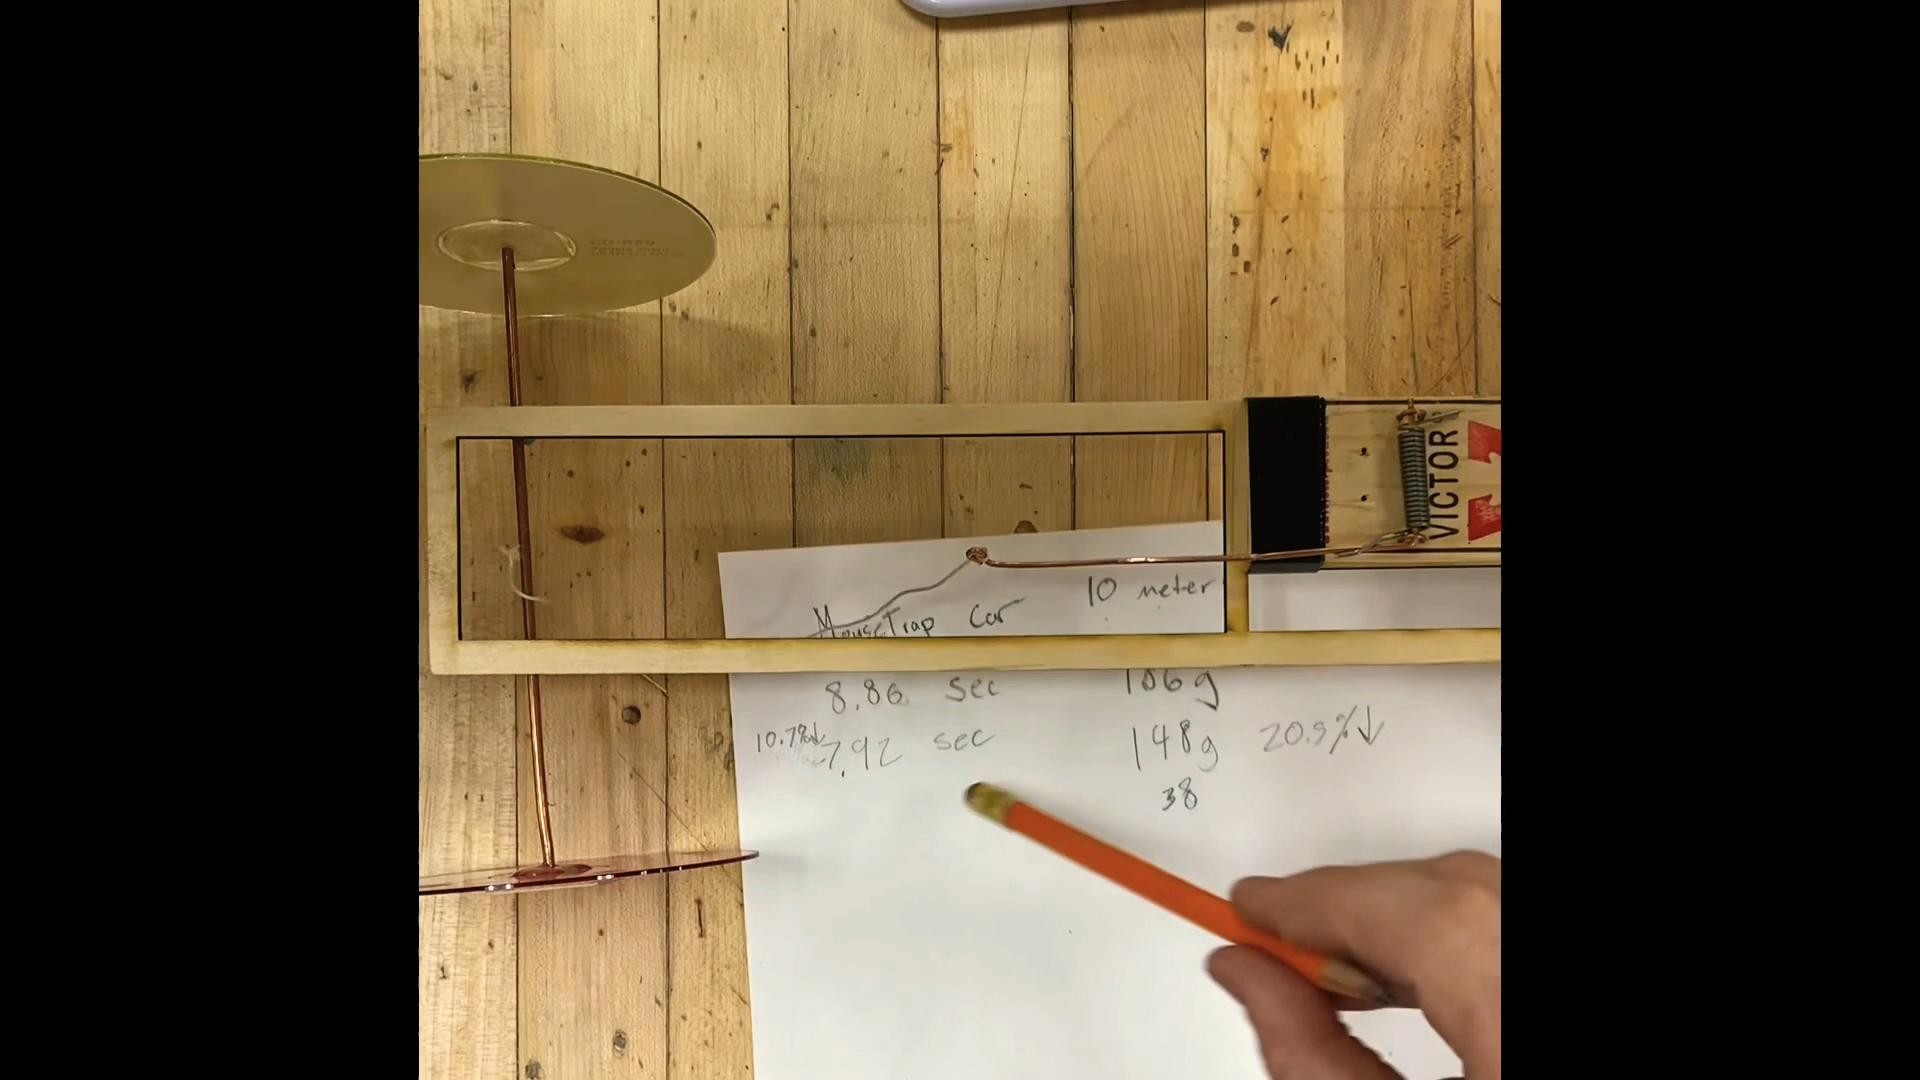 VICTOR
MouseTrap Car 10 meter
8.86 sec 186g
10.7%↓ 7.92 sec 148g 20.5%↓
38